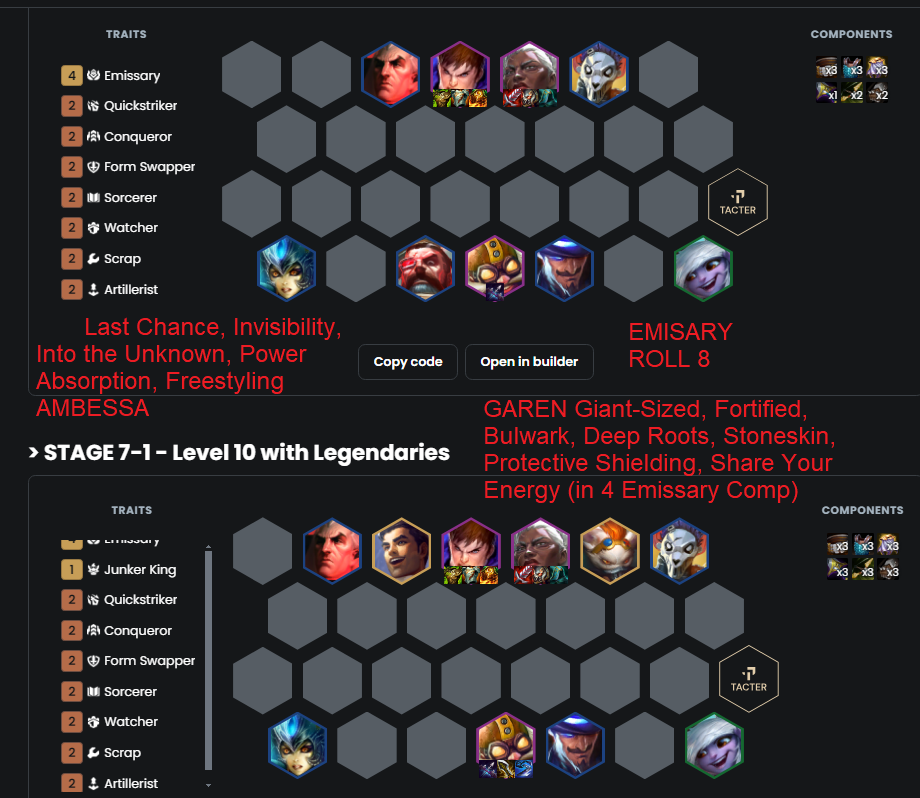 TRAITS
COMPONENTS
4 Emissary
2 Quickstriker
2 Conqueror
2 Form Swapper
2 Sorcerer
2 Watcher
2 Scrap
2 Artillerist
x3 x3 x3
x1 x2 x2
TACTER
Last Chance, Invisibility,
Into the Unknown, Power
Absorption, Freestyling
AMBESSA
Copy code
Open in builder
EMISARY
ROLL 8
GAREN Giant-Sized, Fortified,
Bulwark, Deep Roots, Stoneskin,
Protective Shielding, Share Your
Energy (in 4 Emissary Comp)
> STAGE 7-1 - Level 10 with Legendaries
TRAITS
COMPONENTS
Emissary
1 Junker King
2 Quickstriker
2 Conqueror
2 Form Swapper
2 Sorcerer
2 Watcher
2 Scrap
2 Artillerist
x3 x3 x3
x3 x3 x3
TACTER